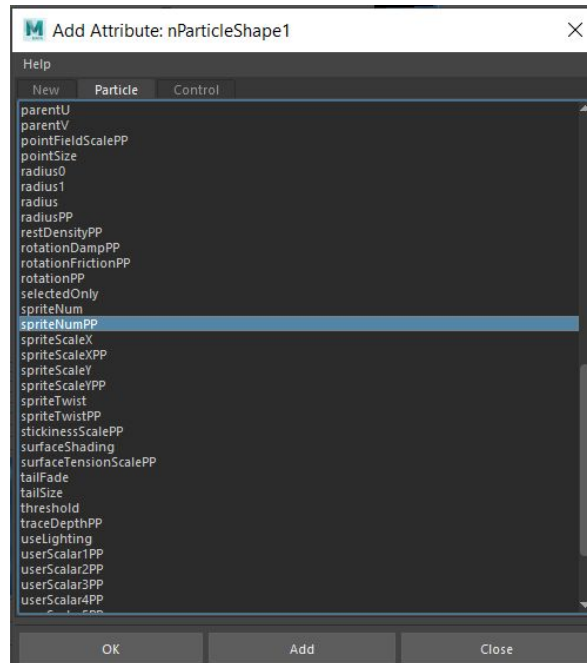 Add Attribute: nParticleShape1
Help
New Particle Control
parentU
parentV
pointFieldScalePP
pointSize
radius0
radius1
radius
radiusPP
restDensityPP
rotationDampPP
rotationFrictionPP
rotationPP
selectedOnly
spriteNum
spriteNumPP
spriteScaleX
spriteScaleXPP
spriteScaleY
spriteScaleYPP
spriteTwist
spriteTwistPP
stickinessScalePP
surfaceShading
surfaceTensionScalePP
tailFade
tailSize
threshold
traceDepthPP
useLighting
userScalar1PP
userScalar2PP
userScalar3PP
userScalar4PP
OK Add Close